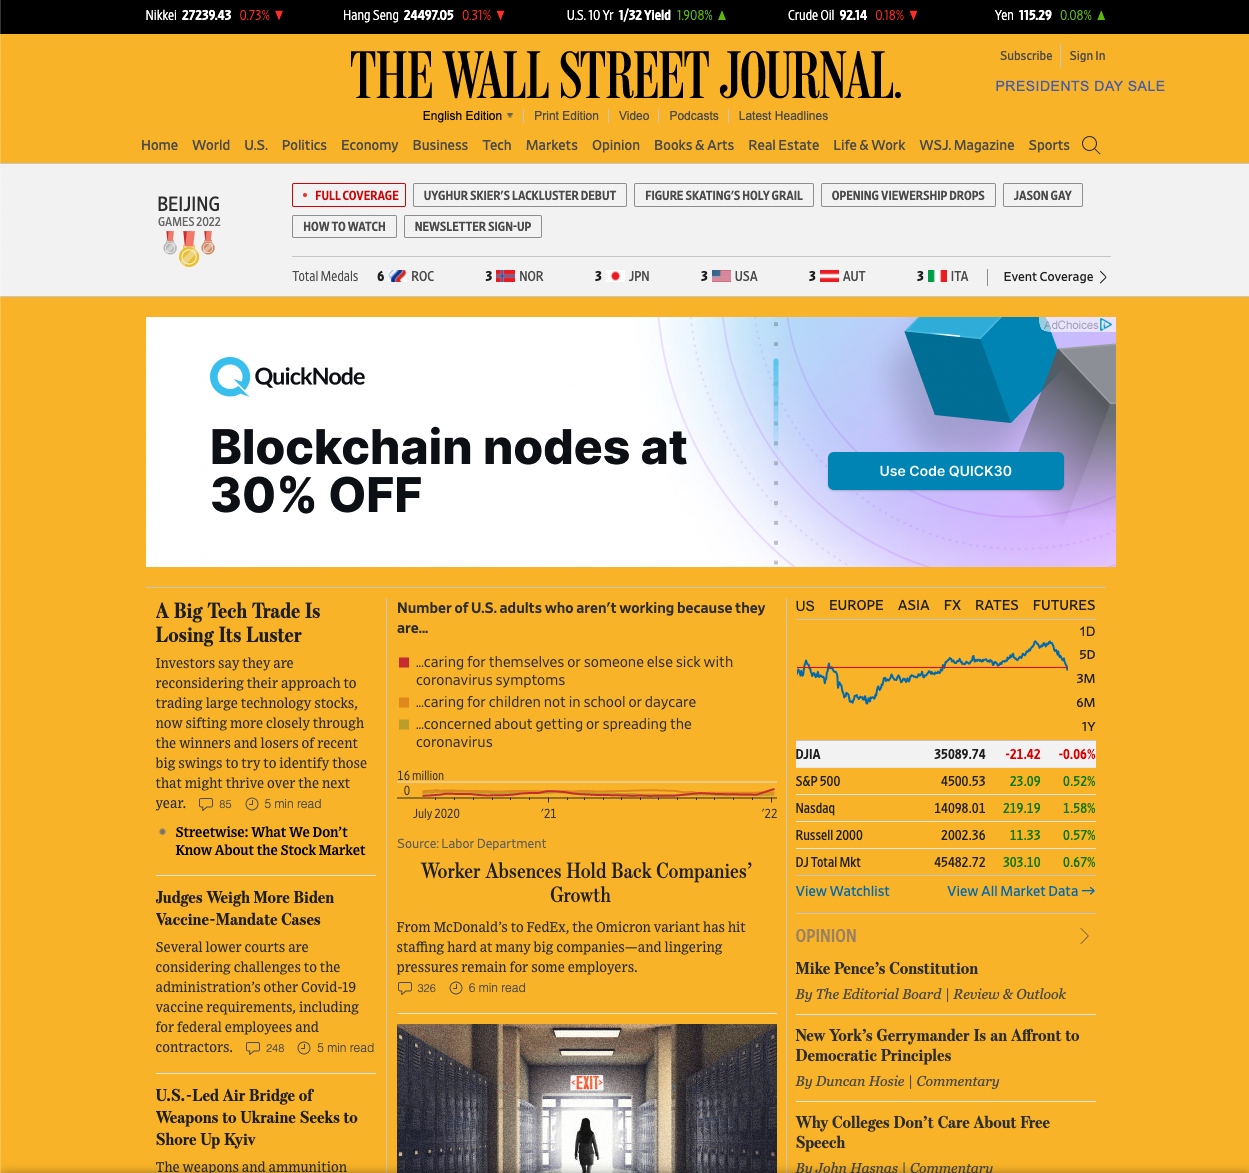 Nikkei 27239.43 0.73% ▼ Hang Seng 24497.05 0.31% ▼ U.S. 10 Yr 1/32 Yield 1.908% ▲ Crude Oil 92.14 0.18% ▼ Yen 115.29 0.08% ▲
THE WALL STREET JOURNAL.
Subscribe Sign In
PRESIDENTS DAY SALE
English Edition Print Edition Video Podcasts Latest Headlines
Home World U.S. Politics Economy Business Tech Markets Opinion Books & Arts Real Estate Life & Work WSJ. Magazine Sports
BEIJING
GAMES 2022
• FULL COVERAGE UYGHUR SKIER'S LACKLUSTER DEBUT FIGURE SKATING'S HOLY GRAIL OPENING VIEWERSHIP DROPS JASON GAY
HOW TO WATCH NEWSLETTER SIGN-UP
Total Medals 6 ROC 3 NOR 3 JPN 3 USA 3 AUT 3 ITA Event Coverage
AdChoices
QuickNode
Blockchain nodes at
30% OFF
Use Code QUICK30
A Big Tech Trade Is
Losing Its Luster
Investors say they are
reconsidering their approach to
trading large technology stocks,
now sifting more closely through
the winners and losers of recent
big swings to try to identify those
that might thrive over the next
year. 85 5 min read
Streetwise: What We Don't
Know About the Stock Market
Judges Weigh More Biden
Vaccine-Mandate Cases
Several lower courts are
considering challenges to the
administration's other Covid-19
vaccine requirements, including
for federal employees and
contractors. 248 5 min read
U.S.-Led Air Bridge of
Weapons to Ukraine Seeks to
Shore Up Kyiv
The weapons and ammunition
Number of U.S. adults who aren't working because they
are...
...caring for themselves or someone else sick with
coronavirus symptoms
...caring for children not in school or daycare
...concerned about getting or spreading the
coronavirus
16 million
0
July 2020 '21 '22
Source: Labor Department
Worker Absences Hold Back Companies'
Growth
From McDonald's to FedEx, the Omicron variant has hit
staffing hard at many big companies—and lingering
pressures remain for some employers.
326 6 min read
EXIT
US EUROPE ASIA FX RATES FUTURES
1D
5D
3M
6M
1Y
DJIA 35089.74 -21.42 -0.06%
S&P 500 4500.53 23.09 0.52%
Nasdaq 14098.01 219.19 1.58%
Russell 2000 2002.36 11.33 0.57%
DJ Total Mkt 45482.72 303.10 0.67%
View Watchlist View All Market Data →
OPINION
Mike Pence's Constitution
By The Editorial Board | Review & Outlook
New York's Gerrymander Is an Affront to
Democratic Principles
By Duncan Hosie | Commentary
Why Colleges Don't Care About Free
Speech
By John Hasnas | Commentary